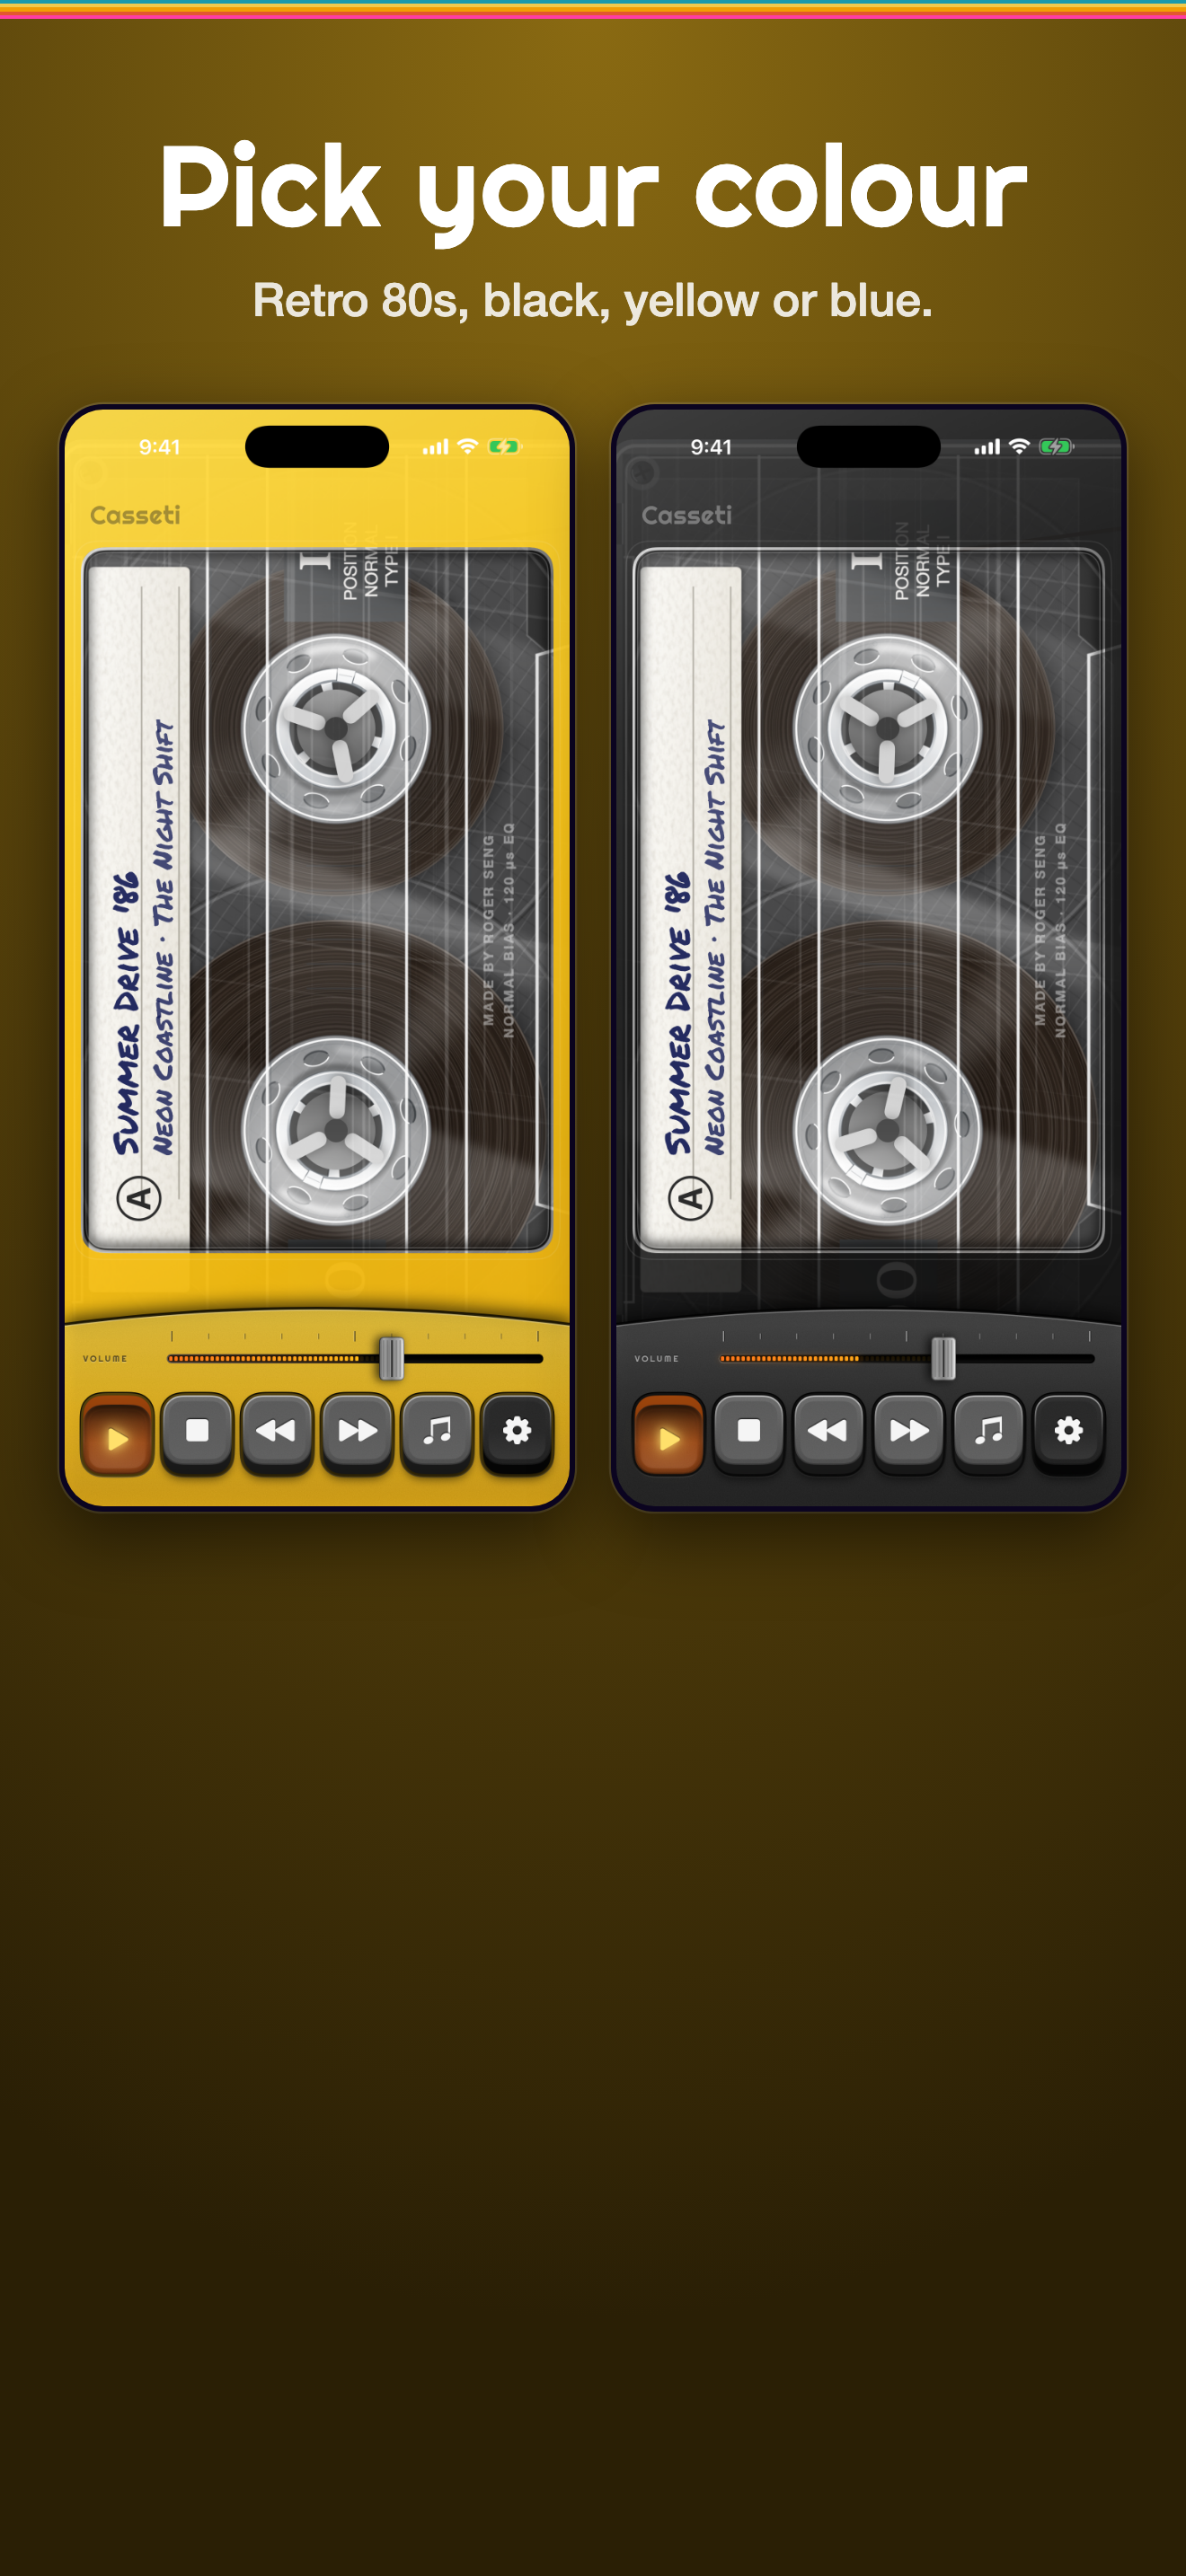 Pick your colour
Retro 80s, black, yellow or blue.
9:41
Casseti
I
POSITION
NORMAL
TYPE I
SUMMER DRIVE '86
NEON COASTLINE · THE NIGHT SHIFT
A
MADE BY ROGER SENG
NORMAL BIAS · 120 µs EQ
VOLUME
9:41
Casseti
I
POSITION
NORMAL
TYPE I
SUMMER DRIVE '86
NEON COASTLINE · THE NIGHT SHIFT
A
MADE BY ROGER SENG
NORMAL BIAS · 120 µs EQ
VOLUME